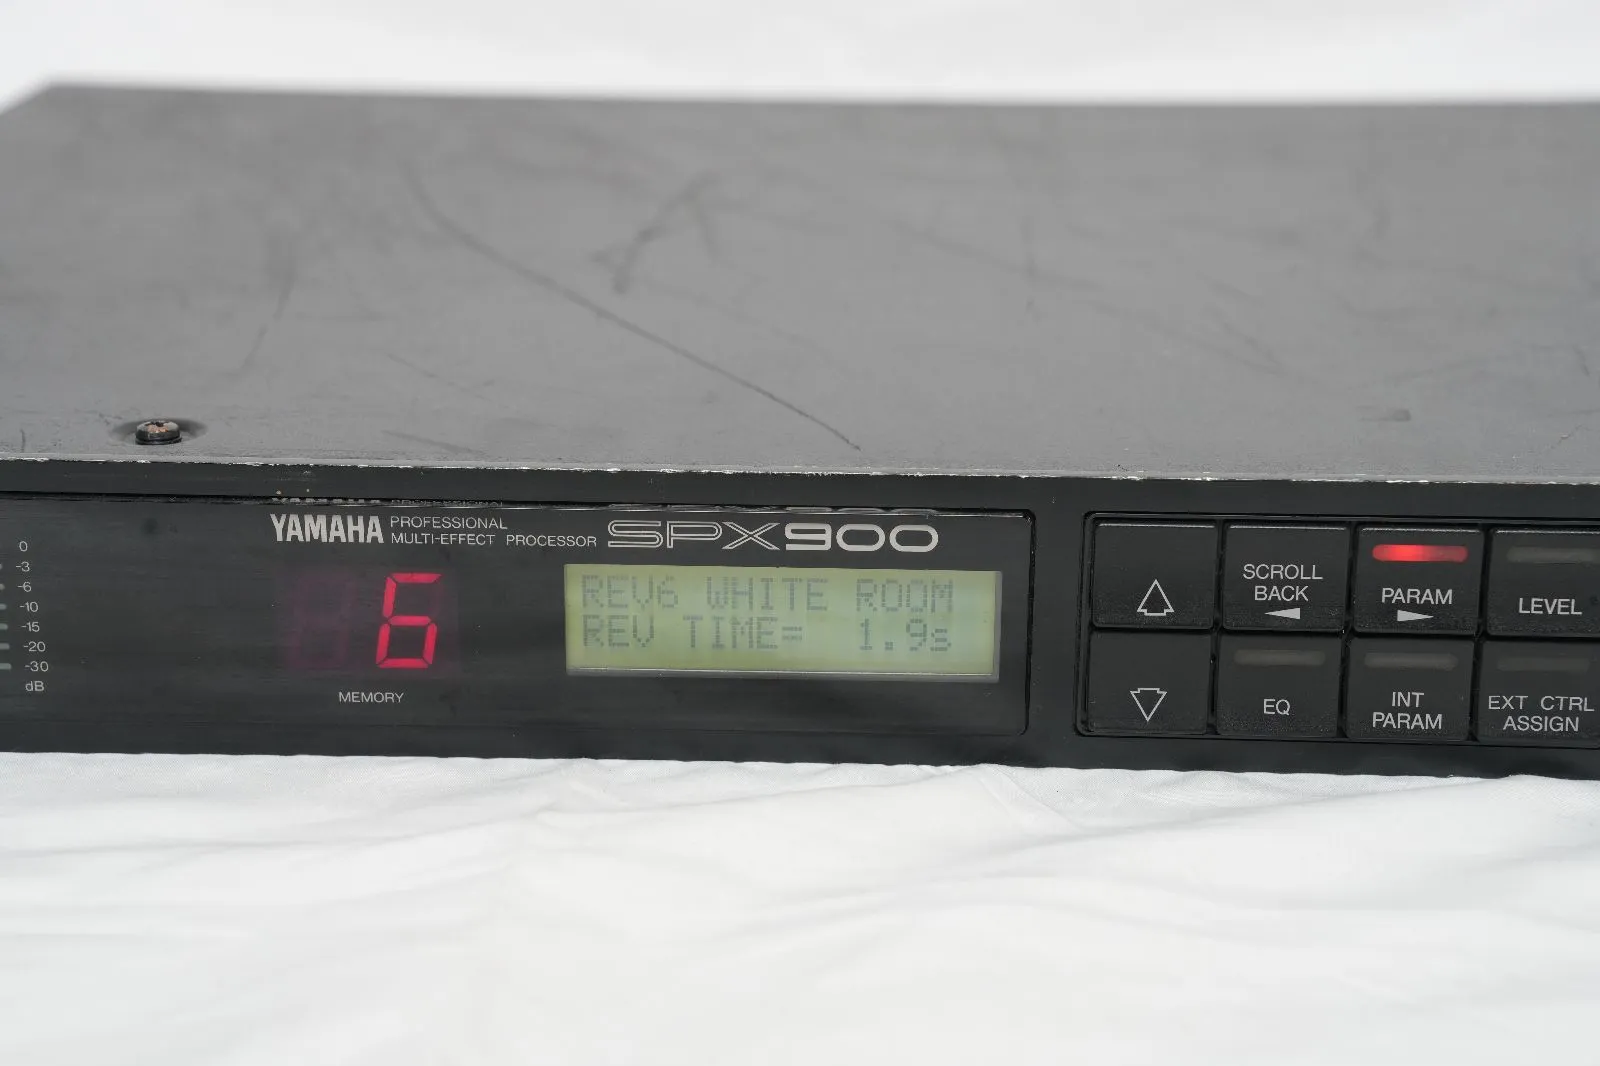 0
-3
-6
-10
-15
-20
-30
dB
YAMAHA PROFESSIONAL
MULTI-EFFECT PROCESSOR SPX900
6
MEMORY
REV6 WHITE ROOM
REV TIME= 1.9s
SCROLL
BACK
PARAM
LEVEL
EQ
INT
PARAM
EXT CTRL
ASSIGN